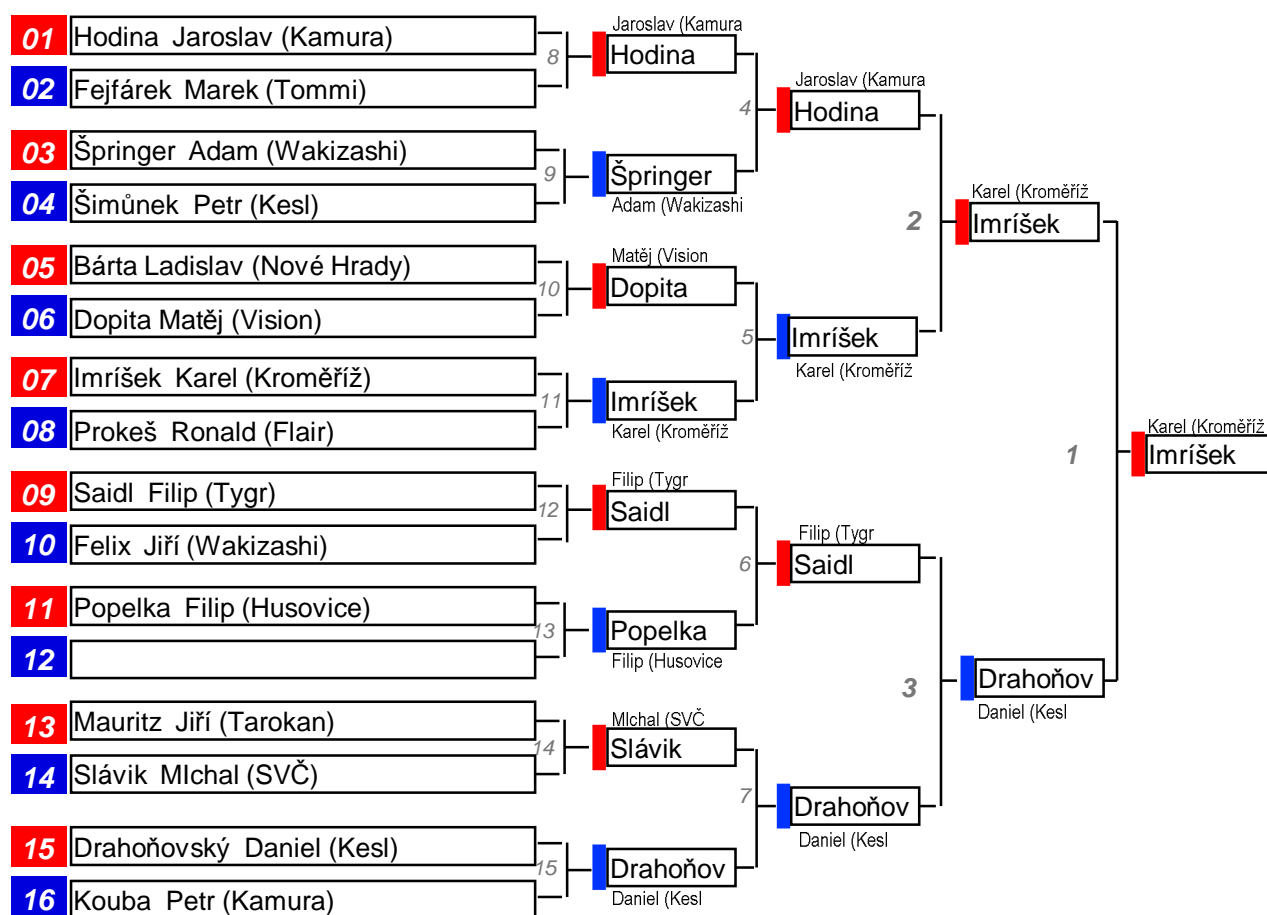 01 Hodina Jaroslav (Kamura)
02 Fejfárek Marek (Tommi)
03 Špringer Adam (Wakizashi)
04 Šimůnek Petr (Kesl)
05 Bárta Ladislav (Nové Hrady)
06 Dopita Matěj (Vision)
07 Imríšek Karel (Kroměříž)
08 Prokeš Ronald (Flair)
09 Saidl Filip (Tygr)
10 Felix Jiří (Wakizashi)
11 Popelka Filip (Husovice)
12
13 Mauritz Jiří (Tarokan)
14 Slávik MIchal (SVČ)
15 Drahoňovský Daniel (Kesl)
16 Kouba Petr (Kamura)
8
Jaroslav (Kamura
Hodina
9
Špringer
Adam (Wakizashi
10
Matěj (Vision
Dopita
11
Imríšek
Karel (Kroměříž
12
Filip (Tygr
Saidl
13
Popelka
Filip (Husovice
14
MIchal (SVČ
Slávik
15
Drahoňov
Daniel (Kesl
4
Jaroslav (Kamura
Hodina
5
Imríšek
Karel (Kroměříž
6
Filip (Tygr
Saidl
7
Drahoňov
Daniel (Kesl
2
Karel (Kroměříž
Imríšek
3
Drahoňov
Daniel (Kesl
1
Karel (Kroměříž
Imríšek